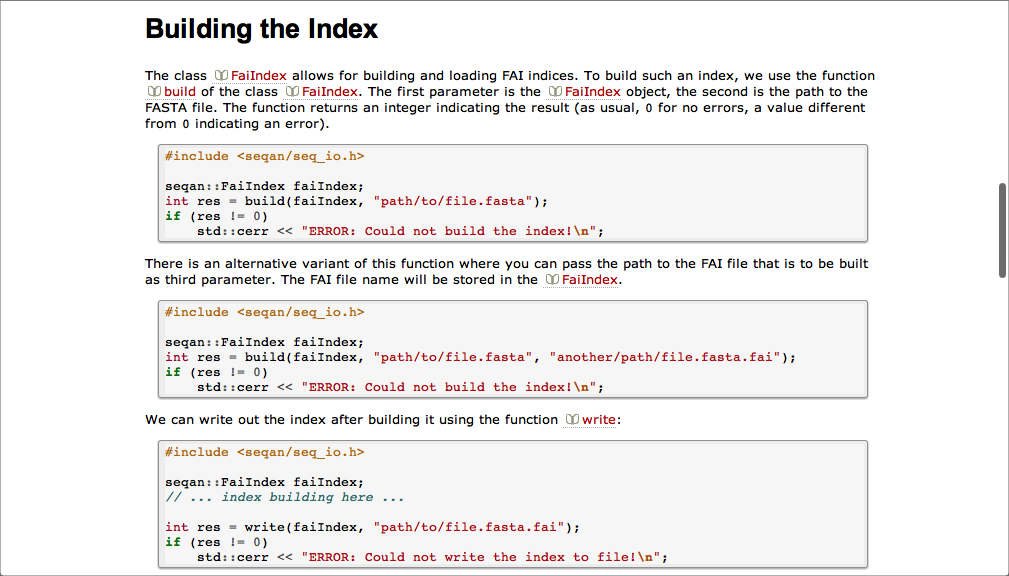 Building the Index
The class FaiIndex allows for building and loading FAI indices. To build such an index, we use the function
build of the class FaiIndex. The first parameter is the FaiIndex object, the second is the path to the
FASTA file. The function returns an integer indicating the result (as usual, 0 for no errors, a value different
from 0 indicating an error).
#include <seqan/seq_io.h>
seqan::FaiIndex faiIndex;
int res = build(faiIndex, "path/to/file.fasta");
if (res != 0)
    std::cerr << "ERROR: Could not build the index!\n";
There is an alternative variant of this function where you can pass the path to the FAI file that is to be built
as third parameter. The FAI file name will be stored in the FaiIndex.
#include <seqan/seq_io.h>
seqan::FaiIndex faiIndex;
int res = build(faiIndex, "path/to/file.fasta", "another/path/file.fasta.fai");
if (res != 0)
    std::cerr << "ERROR: Could not build the index!\n";
We can write out the index after building it using the function write:
#include <seqan/seq_io.h>
seqan::FaiIndex faiIndex;
// ... index building here ...
int res = write(faiIndex, "path/to/file.fasta.fai");
if (res != 0)
    std::cerr << "ERROR: Could not write the index to file!\n";